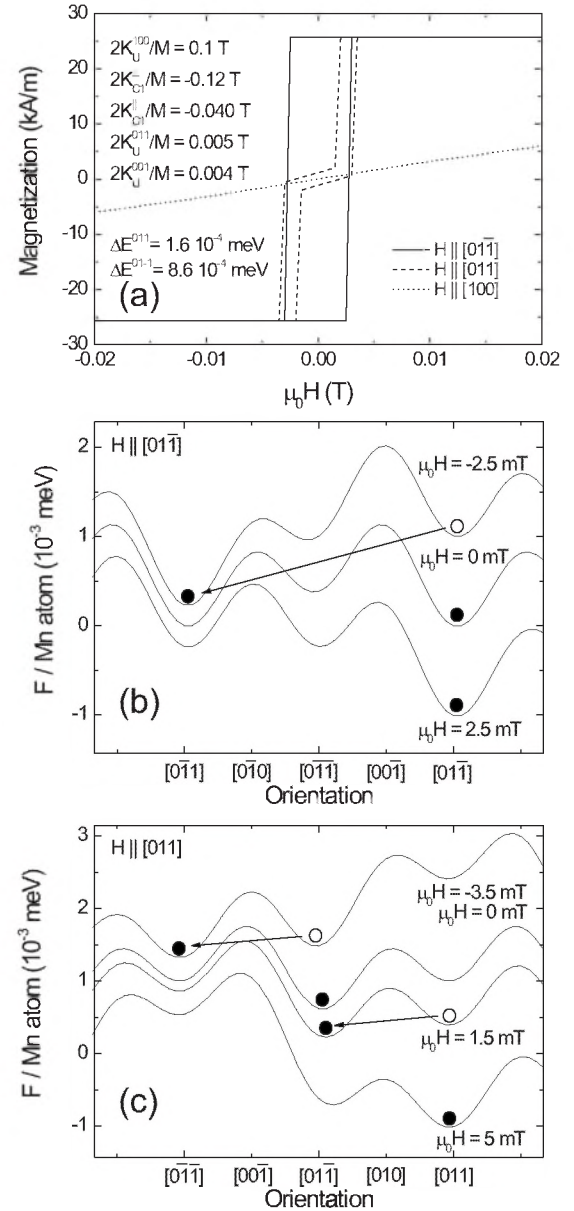 30
2K_U^100/M = 0.1 T
20
2K_C1^⊥/M = -0.12 T
2K_C1^||/M = -0.040 T
10
2K_U^011/M = 0.005 T
2K_U^001/M = 0.004 T
0
Magnetization (kA/m)
-10
ΔE^011 = 1.6 10^-4 meV
ΔE^01-1 = 8.6 10^-4 meV
H || [011̄]
H || [011]
H || [100]
-20
(a)
-30
-0.02 -0.01 0.00 0.01 0.02
μ₀H (T)
H || [011̄]
μ₀H = -2.5 mT
2
1
μ₀H = 0 mT
0
F / Mn atom (10^-3 meV)
-1
(b)
μ₀H = 2.5 mT
[01̄1] [01̄0] [01̄1̄] [001̄] [011̄]
Orientation
3
H || [011]
μ₀H = -3.5 mT
2
μ₀H = 0 mT
1
μ₀H = 1.5 mT
0
F / Mn atom (10^-3 meV)
-1
(c)
μ₀H = 5 mT
[01̄1̄] [001̄] [011̄] [010] [011]
Orientation